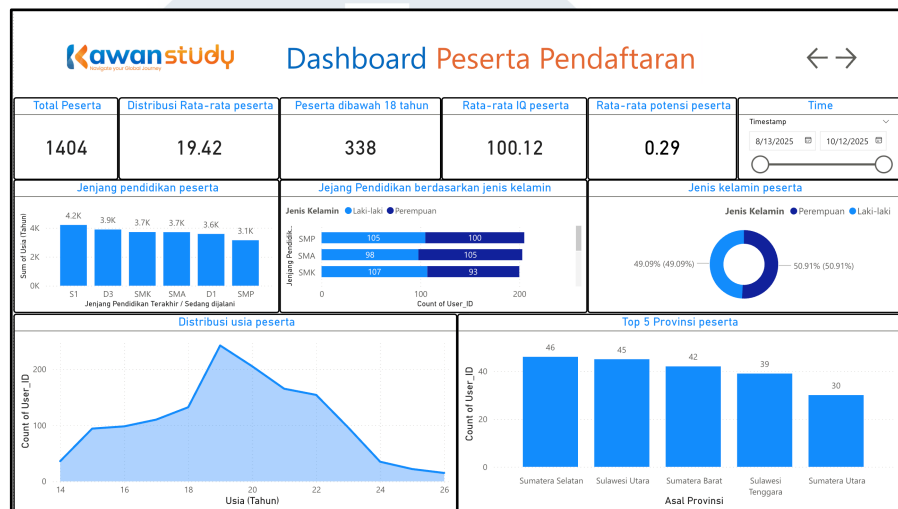 Kawanstudy
Navigate your Global Journey
Dashboard Peserta Pendaftaran
Total Peserta
1404
Distribusi Rata-rata peserta
19.42
Peserta dibawah 18 tahun
338
Rata-rata IQ peserta
100.12
Rata-rata potensi peserta
0.29
Time
Timestamp
8/13/2025 10/12/2025
Jenjang pendidikan peserta
Sum of Usia (Tahun)
4K
2K
0K
4.2K 3.9K 3.7K 3.7K 3.6K 3.1K
S1 D3 SMK SMA D1 SMP
Jenjang Pendidikan Terakhir / Sedang dijalani
Jejang Pendidikan berdasarkan jenis kelamin
Jenis Kelamin Laki-laki Perempuan
Jenjang Pendidik...
SMP 105 100
SMA 98 105
SMK 107 93
0 100 200
Count of User_ID
Jenis kelamin peserta
Jenis Kelamin Perempuan Laki-laki
49.09% (49.09%)
50.91% (50.91%)
Distribusi usia peserta
Count of User_ID
200
100
0
14 16 18 20 22 24 26
Usia (Tahun)
Top 5 Provinsi peserta
Count of User_ID
40
20
0
46 45 42 39 30
Sumatera Selatan Sulawesi Utara Sumatera Barat Sulawesi Tenggara Sumatera Utara
Asal Provinsi